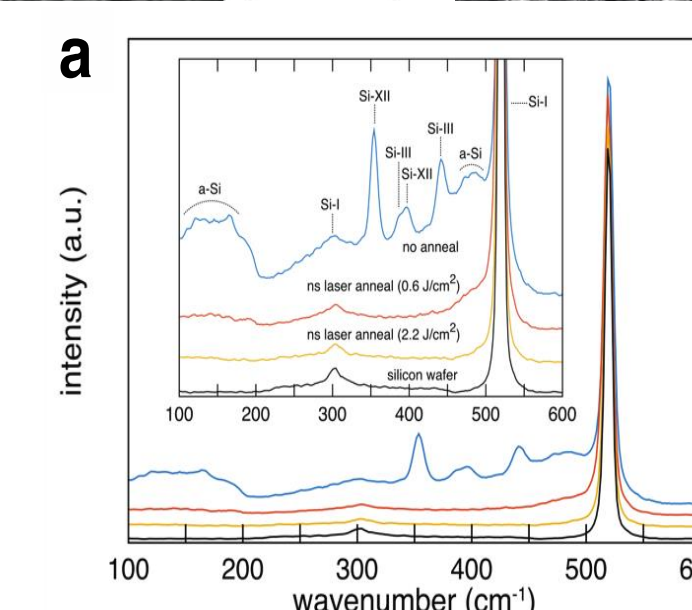 a
Si-XII
Si-I
Si-III
Si-III
a-Si
Si-XII
a-Si
Si-I
no anneal
ns laser anneal (0.6 J/cm²)
ns laser anneal (2.2 J/cm²)
silicon wafer
100 200 300 400 500 600
intensity (a.u.)
100 200 300 400 500 6
wavenumber (cm⁻¹)